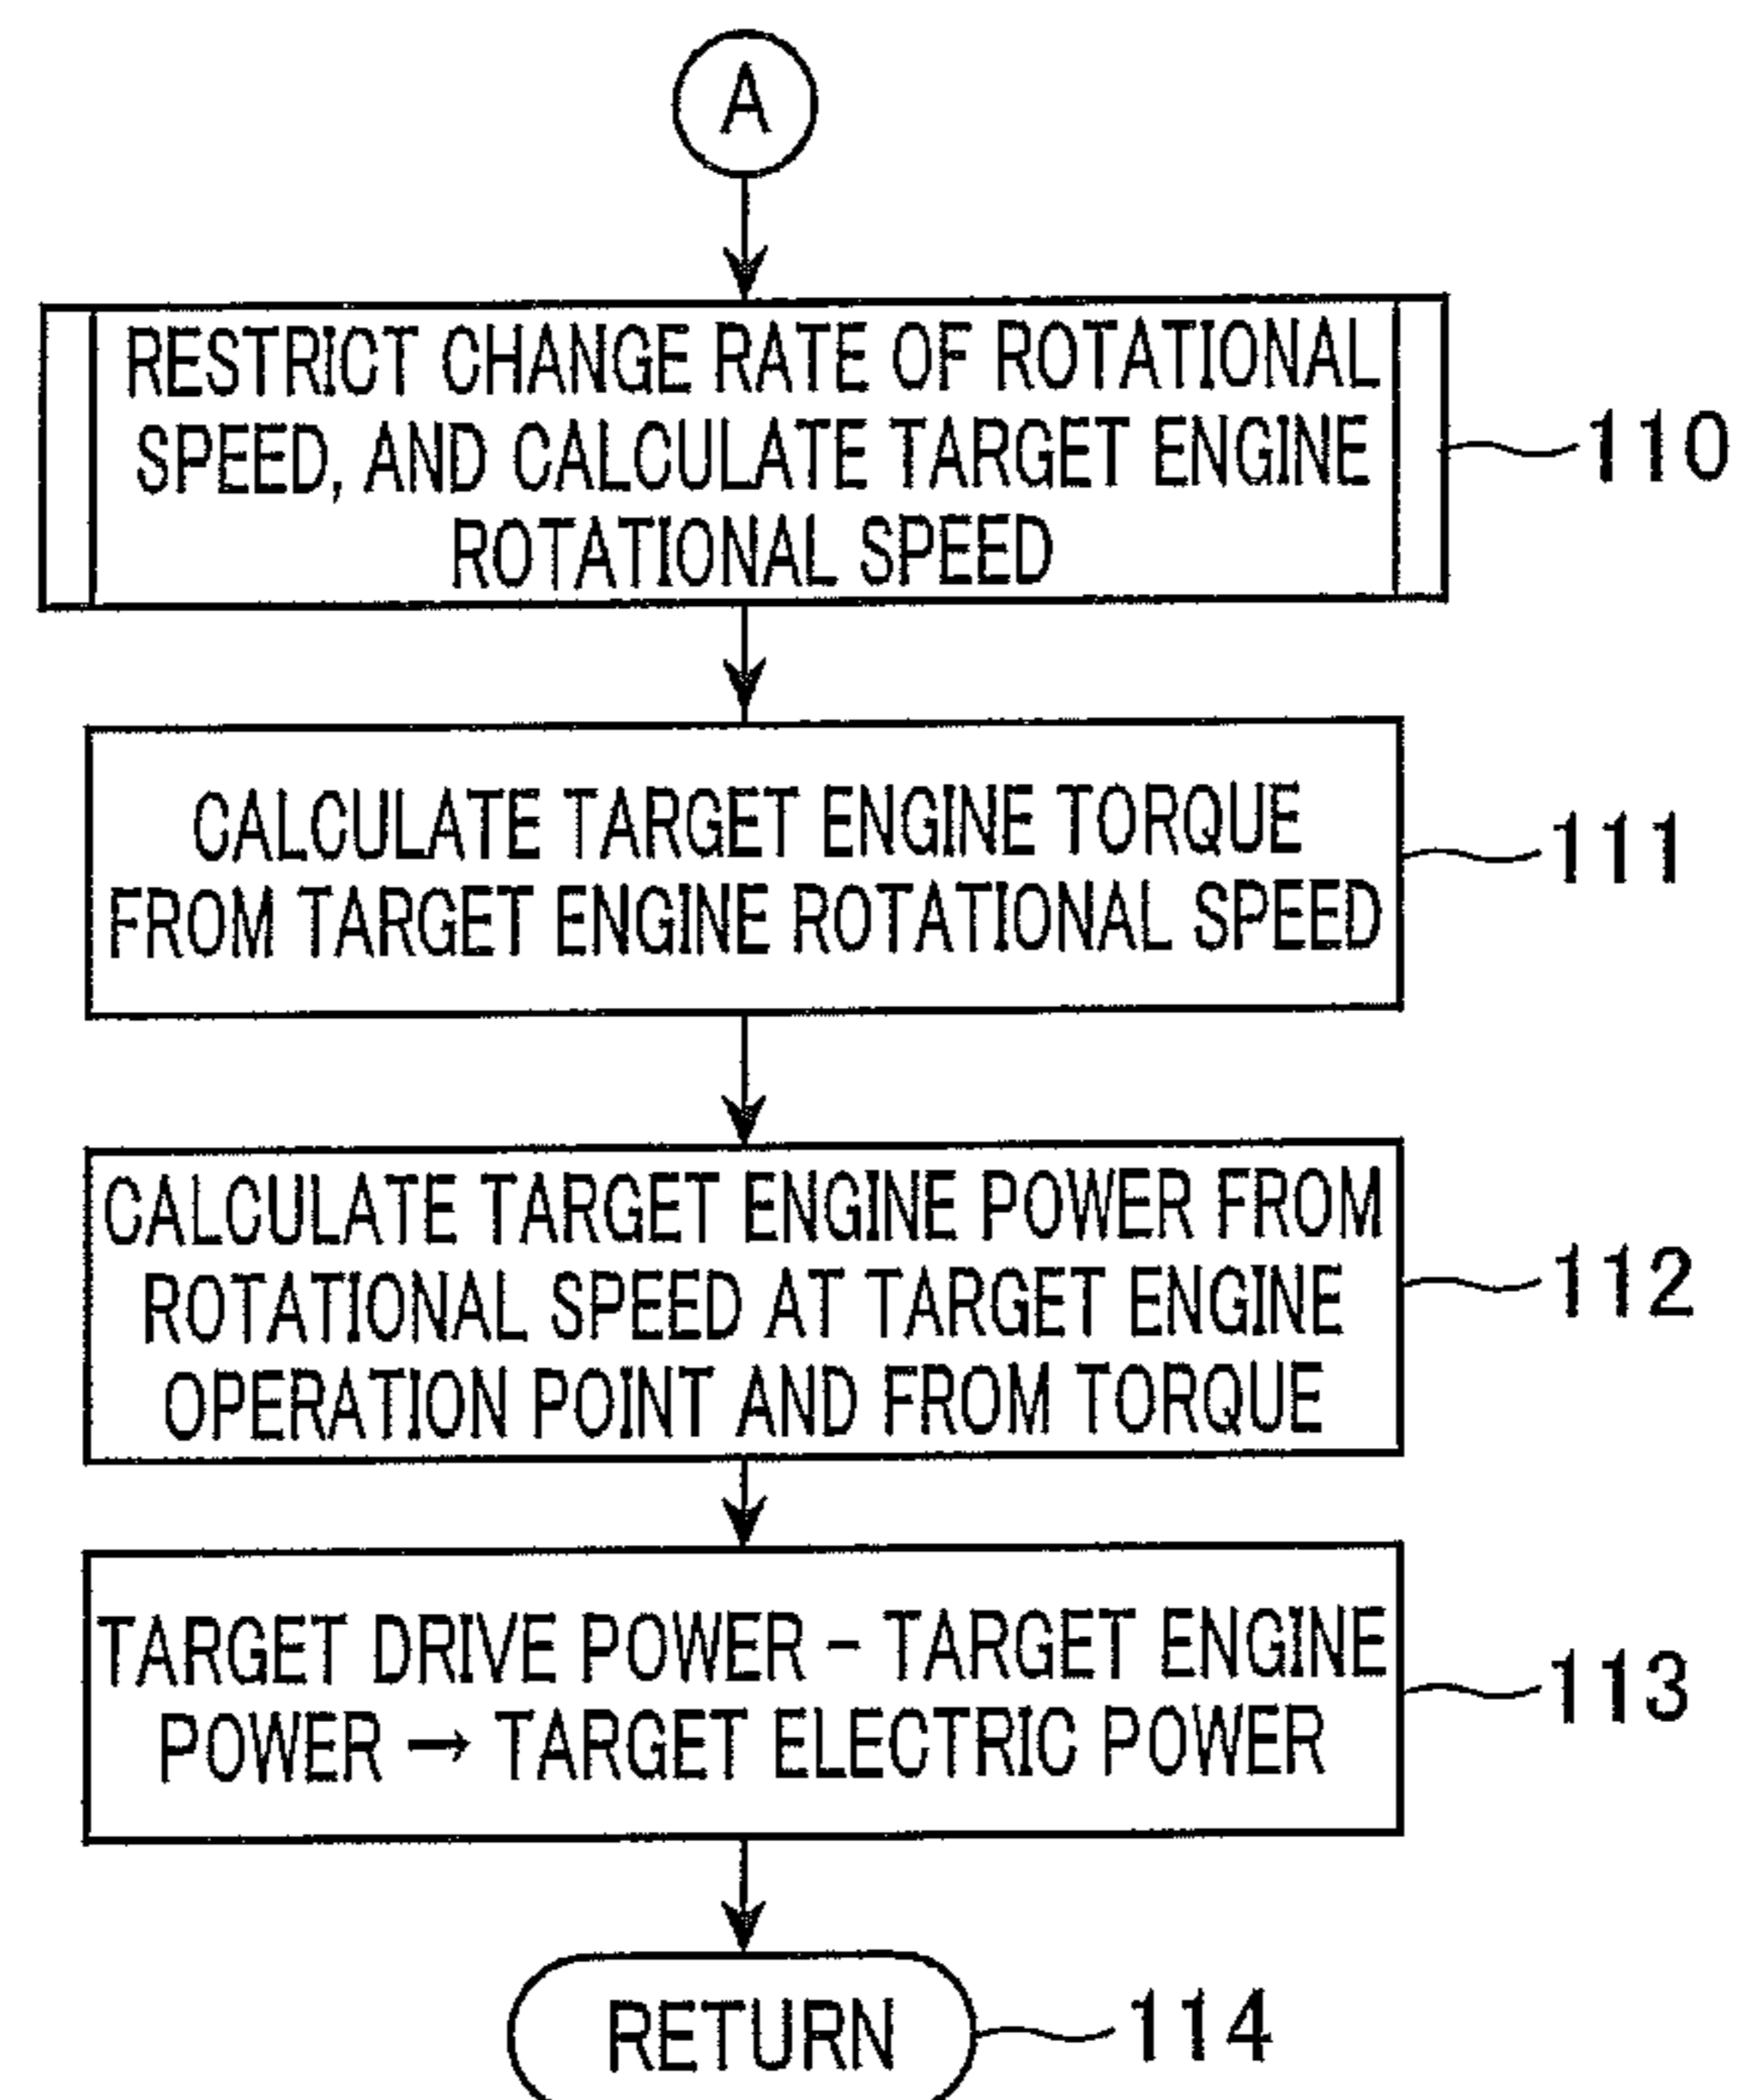 A
RESTRICT CHANGE RATE OF ROTATIONAL
SPEED, AND CALCULATE TARGET ENGINE
ROTATIONAL SPEED
110
CALCULATE TARGET ENGINE TORQUE
FROM TARGET ENGINE ROTATIONAL SPEED
111
CALCULATE TARGET ENGINE POWER FROM
ROTATIONAL SPEED AT TARGET ENGINE
OPERATION POINT AND FROM TORQUE
112
TARGET DRIVE POWER – TARGET ENGINE
POWER → TARGET ELECTRIC POWER
113
RETURN
114